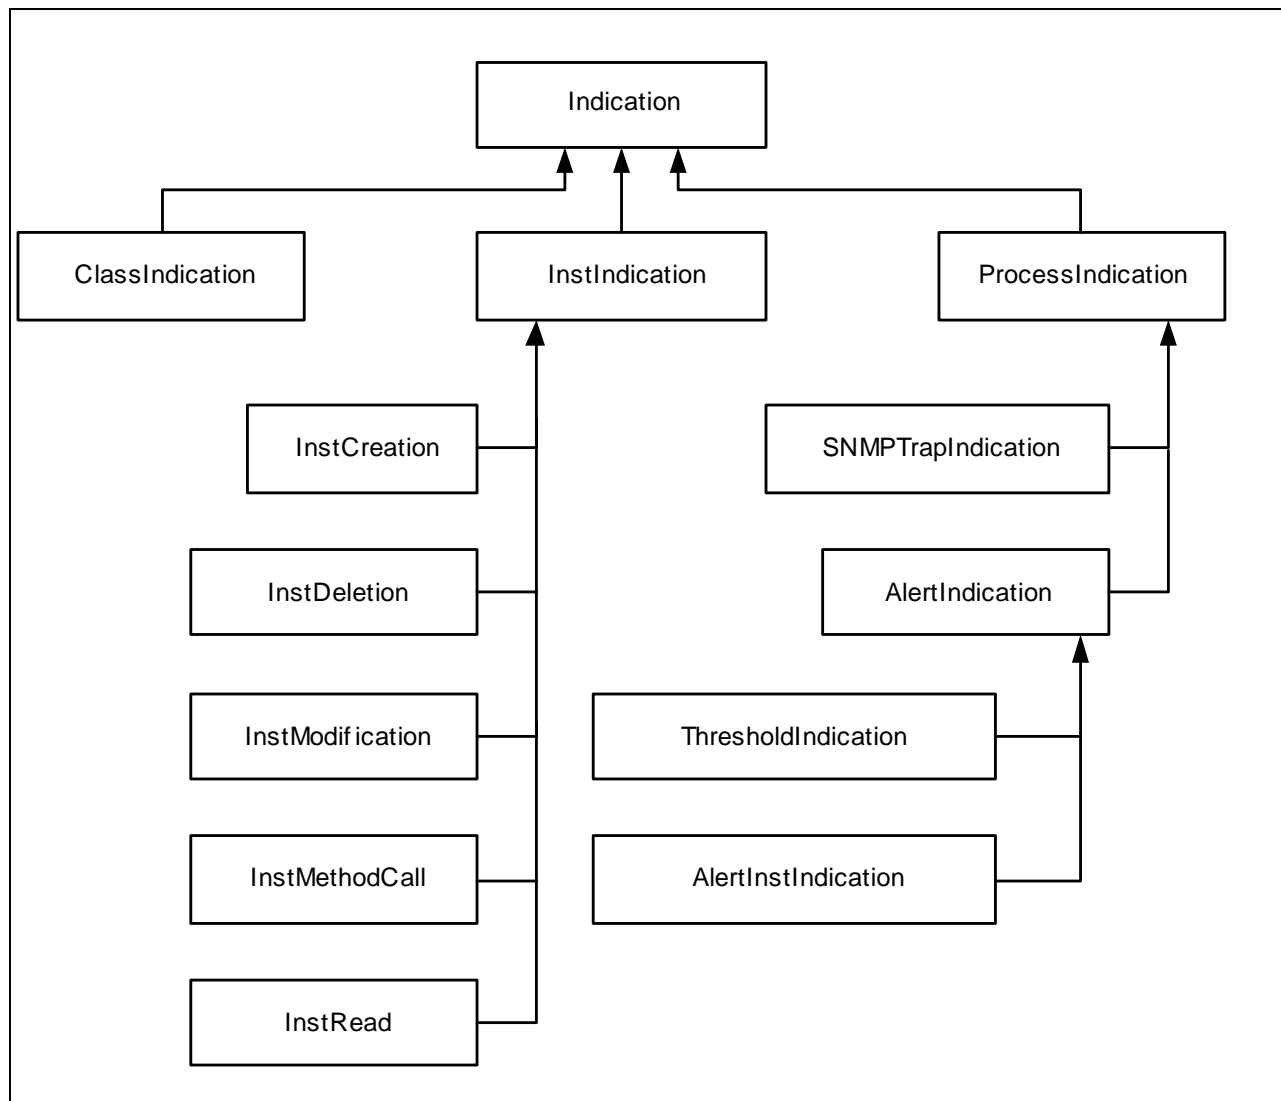 Indication
ClassIndication
InstIndication
ProcessIndication
InstCreation
SNMPTrapIndication
InstDeletion
AlertIndication
InstModification
ThresholdIndication
InstMethodCall
AlertInstIndication
InstRead